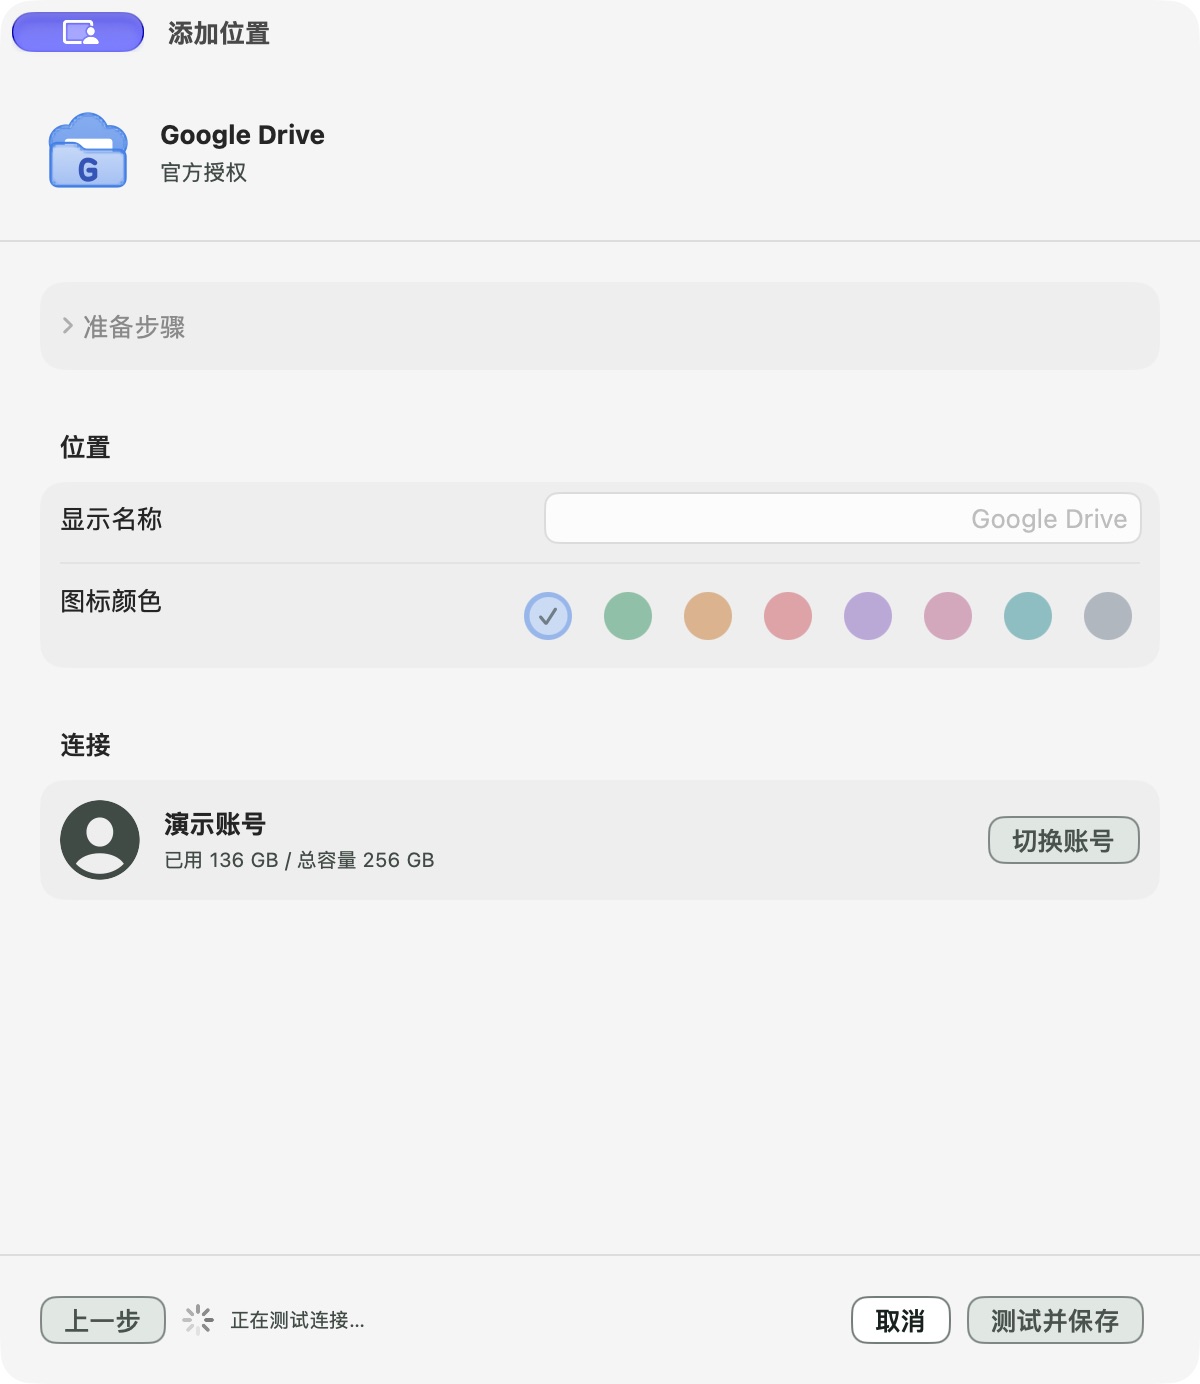 添加位置
G
Google Drive
官方授权
准备步骤
位置
显示名称
Google Drive
图标颜色
连接
演示账号
已用 136 GB / 总容量 256 GB
切换账号
上一步
正在测试连接...
取消
测试并保存